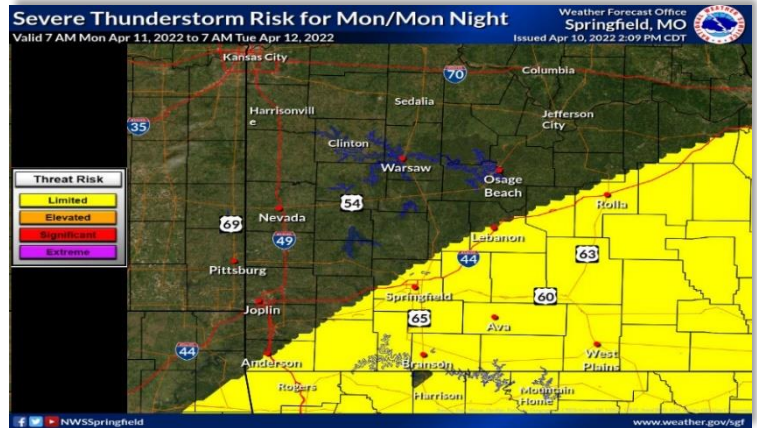 Severe Thunderstorm Risk for Mon/Mon Night
Valid 7 AM Mon Apr 11, 2022 to 7 AM Tue Apr 12, 2022
Weather Forecast Office
Springfield, MO
Issued Apr 10, 2022 2:09 PM CDT
Kansas City
70
Columbia
Sedalia
Harrisonvill
e
Jefferson
City
35
Clinton
Warsaw
Osage
Beach
Threat Risk
Limited
Elevated
Significant
Extreme
54
Rolla
Nevada
69
49
Lebanon
63
44
Pittsburg
Springfield
60
Joplin
65
Ava
44
Anderson
Branson
West
Plains
Rogers
Harrison
Mountain
Home
NWSSpringfield
www.weather.gov/sgf